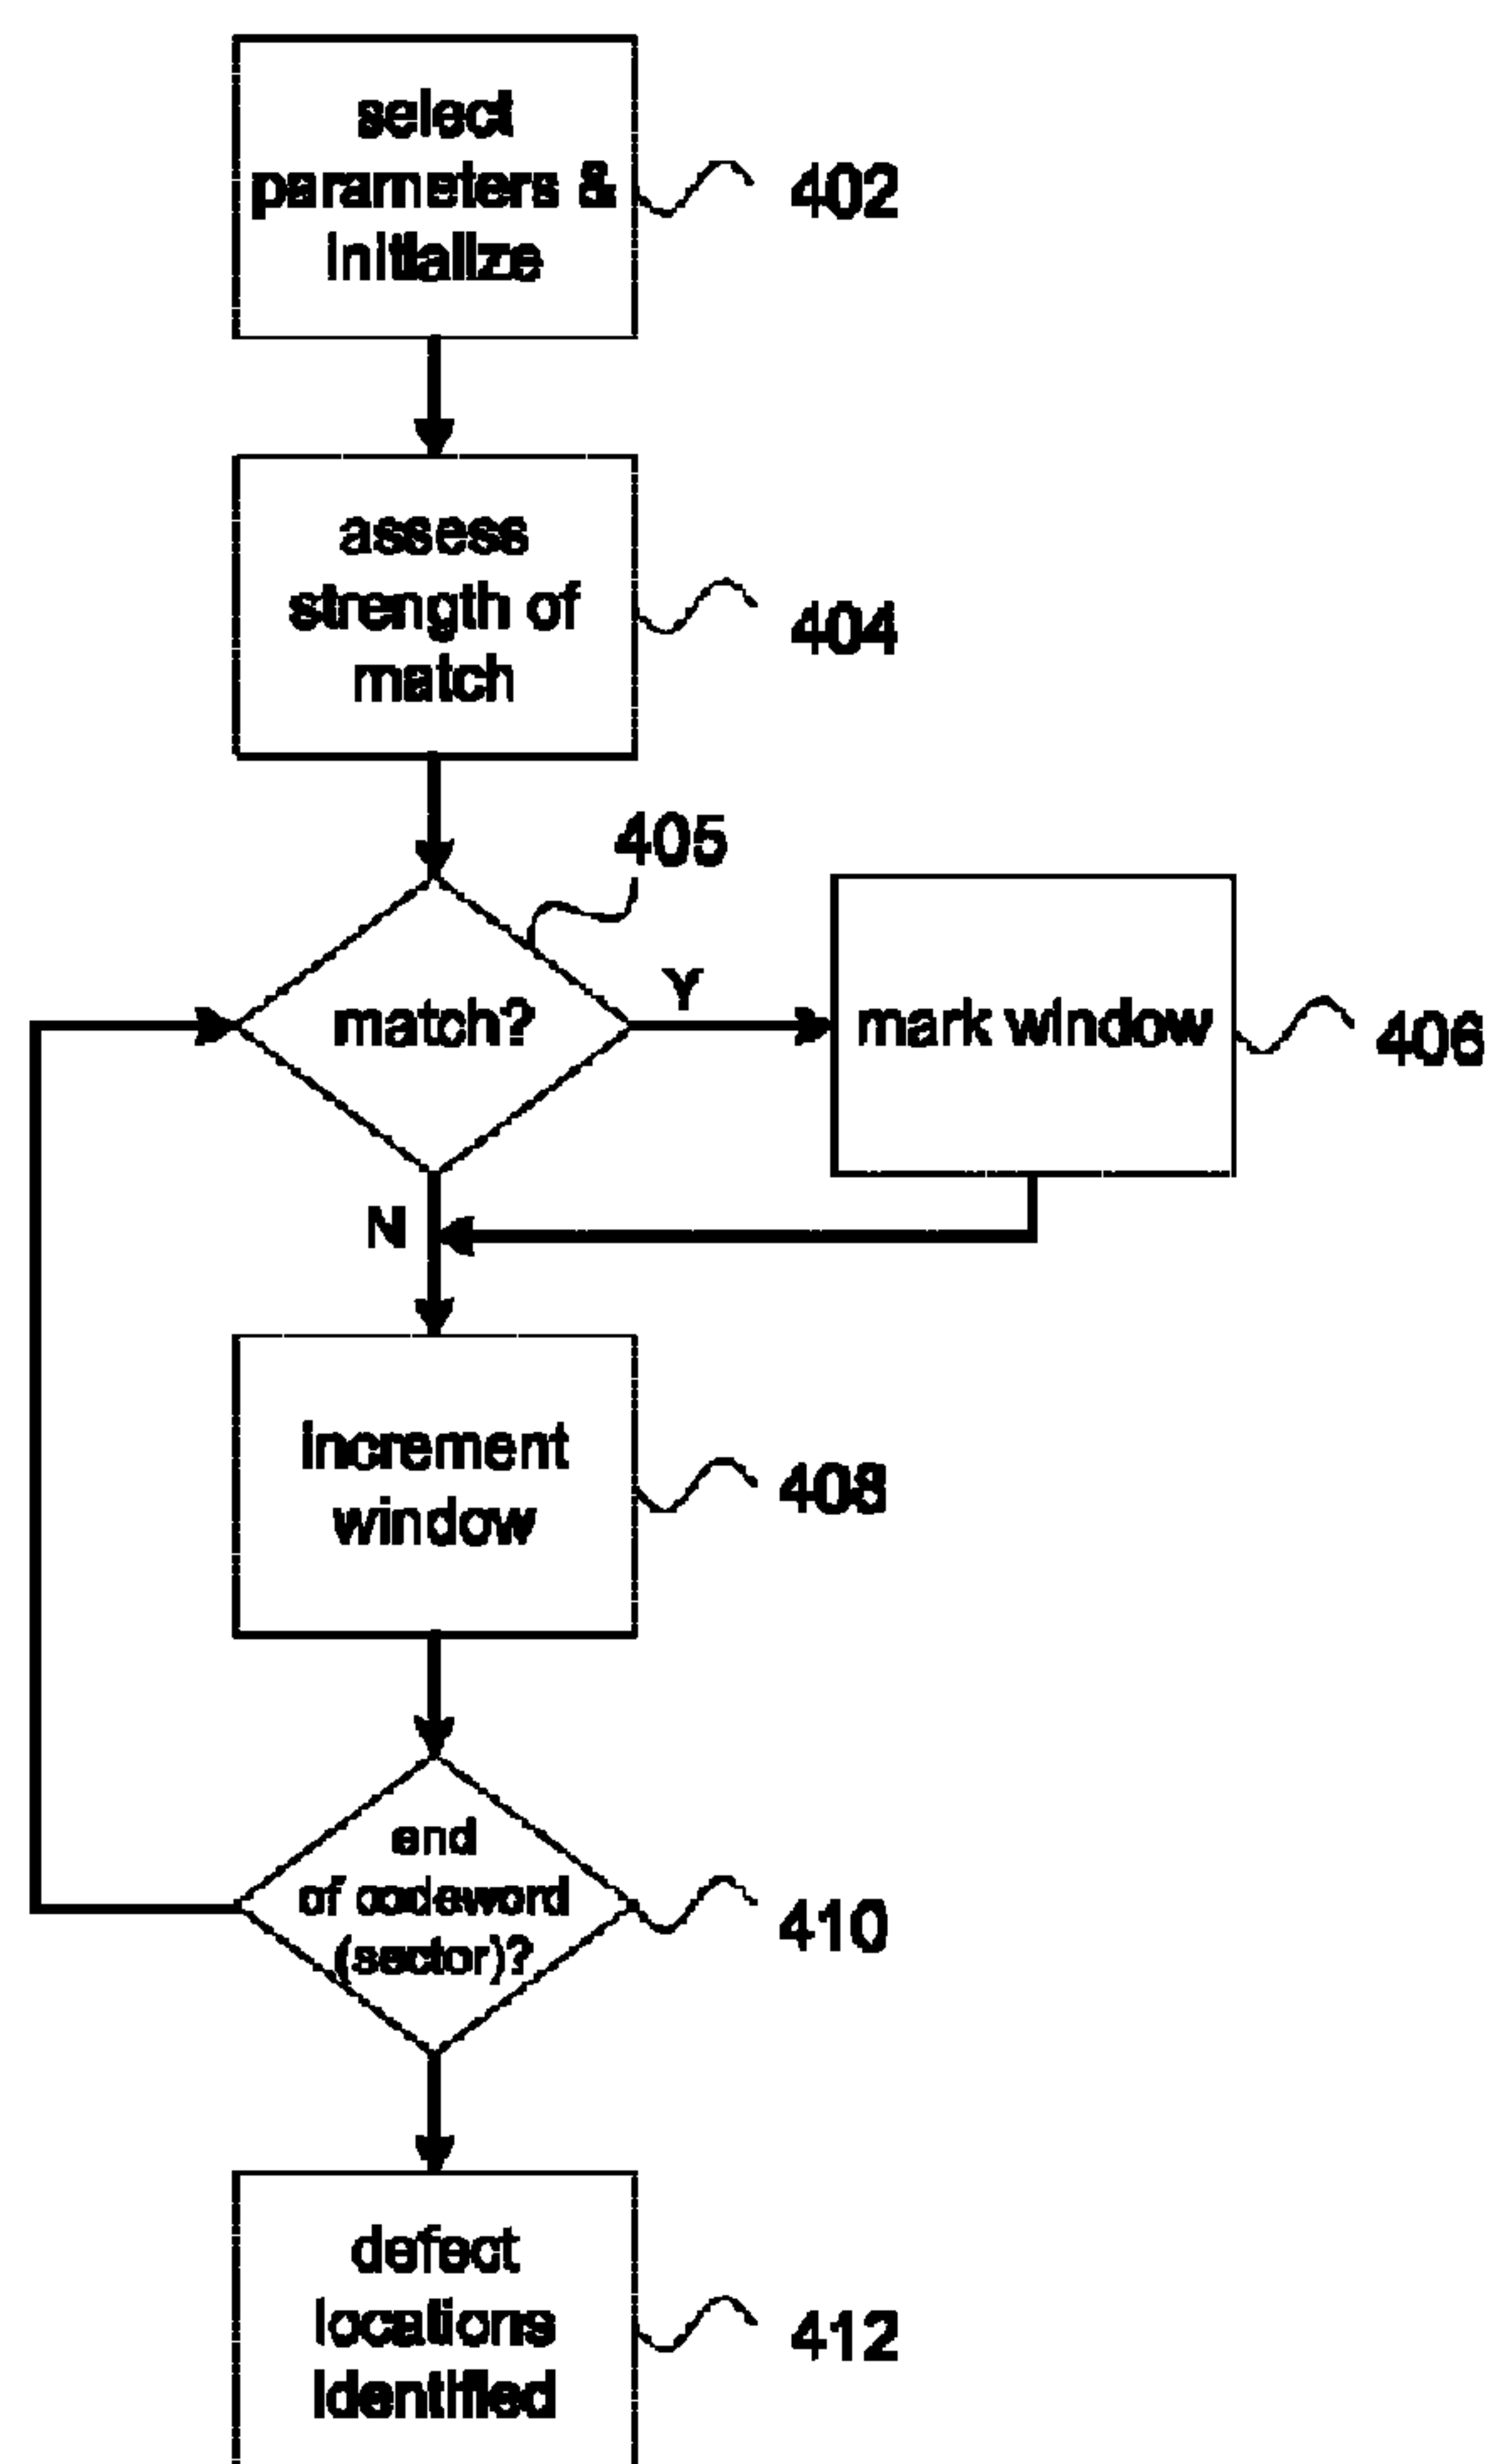 select
parameters &
initialize
402
assess
strength of
match
404
405
match?
Y
mark window
406
N
increment
window
408
end
of codeword
(sector)?
410
defect
locations
identified
412